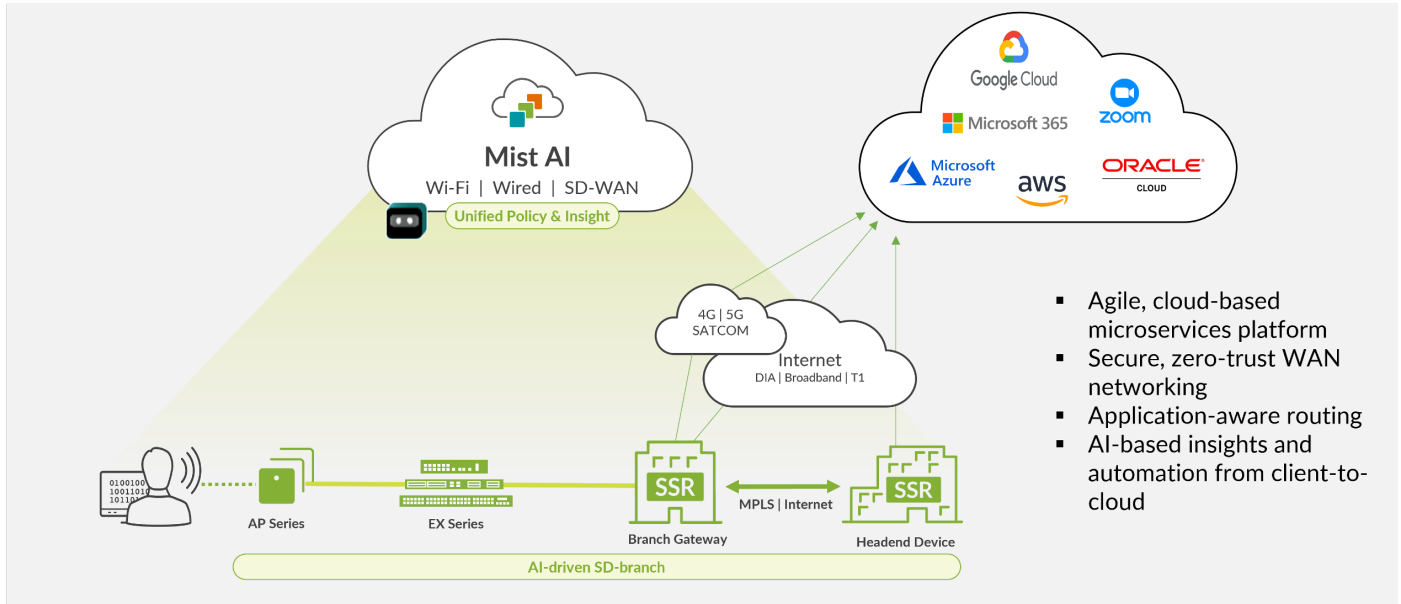 Mist AI
Wi-Fi | Wired | SD-WAN
Unified Policy & Insight
Google Cloud
zoom
Microsoft 365
Microsoft
Azure
aws
ORACLE®
CLOUD
4G | 5G
SATCOM
Internet
DIA | Broadband | T1
▪ Agile, cloud-based
microservices platform
▪ Secure, zero-trust WAN
networking
▪ Application-aware routing
▪ AI-based insights and
automation from client-to-
cloud
0100100
10011010
10110
AP Series
EX Series
SSR
Branch Gateway
MPLS | Internet
SSR
Headend Device
AI-driven SD-branch